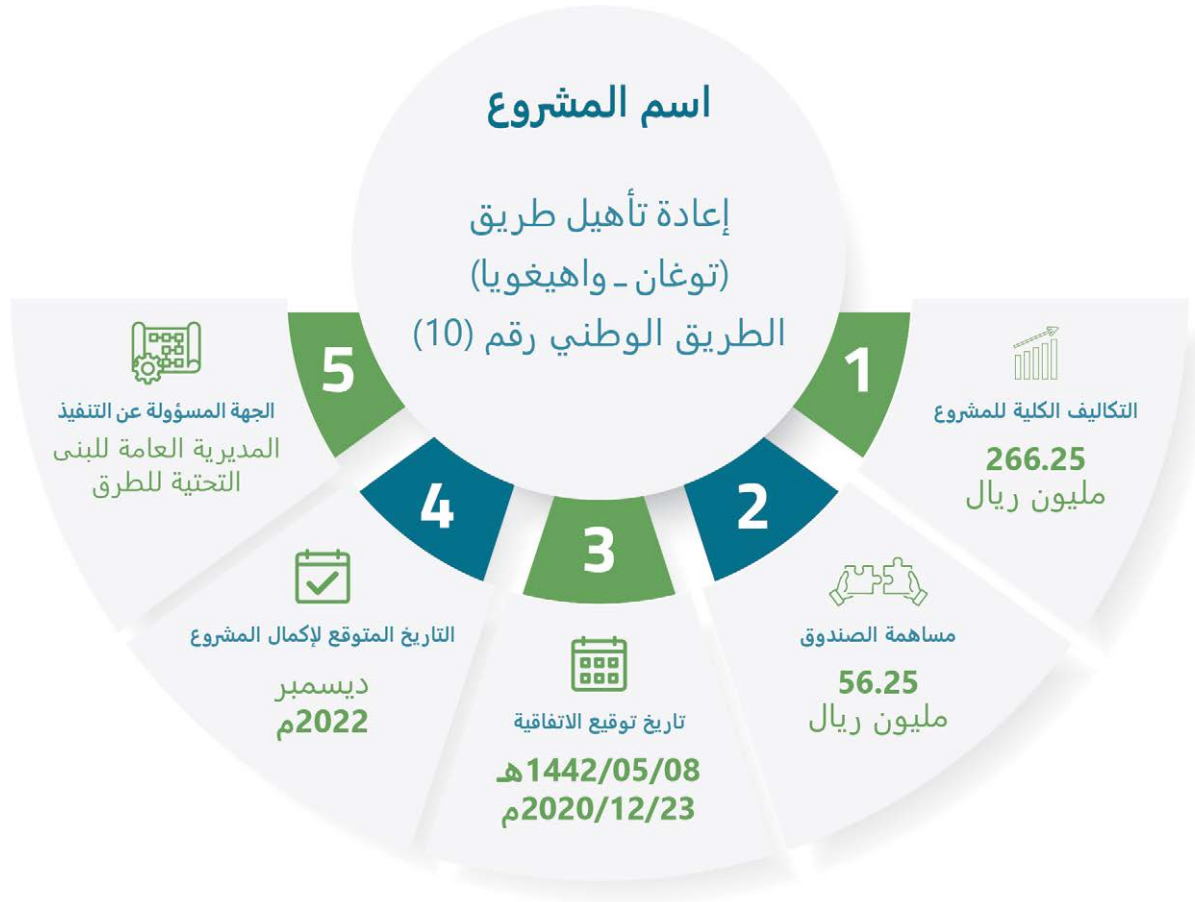 اسم المشروع
إعادة تأهيل طريق
(توغان - واهيغويا)
الطريق الوطني رقم (10)
1
التكاليف الكلية للمشروع
266.25
مليون ريال
2
مساهمة الصندوق
56.25
مليون ريال
3
تاريخ توقيع الاتفاقية
1442/05/08هـ
2020/12/23م
4
التاريخ المتوقع لإكمال المشروع
ديسمبر
2022م
5
الجهة المسؤولة عن التنفيذ
المديرية العامة للبنى
التحتية للطرق